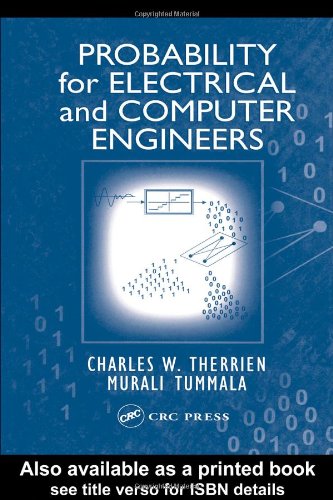 PROBABILITY
for ELECTRICAL
and COMPUTER
ENGINEERS
CHARLES W. THERRIEN
MURALI TUMMALA
CRC CRC PRESS
Also available as a printed book
see title verso for ISBN details